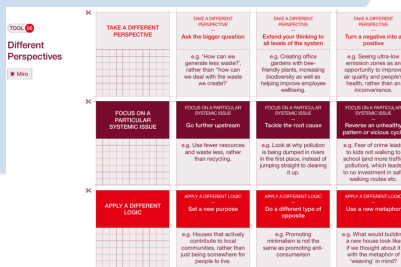 TOOL 06
Different
Perspectives
Miro
TAKE A DIFFERENT
PERSPECTIVE
TAKE A DIFFERENT
PERSPECTIVE
—
Ask the bigger question
e.g. "How can we
generate less waste?',
rather than 'how can
we deal with the waste
we create?'
TAKE A DIFFERENT
PERSPECTIVE
—
Extend your thinking to
all levels of the system
e.g. Creating office
gardens with bee-
friendly plants, increasing
biodiversity as well as
helping improve employee
wellbeing.
TAKE A DIFFERENT
PERSPECTIVE
—
Turn a negative into a
positive
e.g. Seeing ultra-low
emission zones as an
opportunity to improve
air quality and people's
health, rather than an
inconvenience.
FOCUS ON A
PARTICULAR
SYSTEMIC ISSUE
FOCUS ON A PARTICULAR
SYSTEMIC ISSUE
—
Go further upstream
e.g. Use fewer resources
and waste less, rather
than recycling.
FOCUS ON A PARTICULAR
SYSTEMIC ISSUE
—
Tackle the root cause
e.g. Look at why pollution
is being dumped in rivers
in the first place, instead of
jumping straight to clearing
it up.
FOCUS ON A PARTICULAR
SYSTEMIC ISSUE
—
Reverse an unhealthy
pattern or vicious cycl
e.g. Fear of crime leads
to kids not walking to
school (and more traffic
pollution), which leads
to no investment in safe
walking routes etc.
APPLY A DIFFERENT
LOGIC
APPLY A DIFFERENT LOGIC
—
Set a new purpose
e.g. Houses that actively
contribute to local
communities, rather than
just being somewhere for
people to live.
APPLY A DIFFERENT LOGIC
—
Do a different type of
opposite
e.g. Promoting
minimalism is not the
same as promoting anti-
consumerism
APPLY A DIFFERENT LOGIC
—
Use a new metaphor
e.g. What would building
a new house look like
if we thought about it
with the metaphor of
'weaving' in mind?